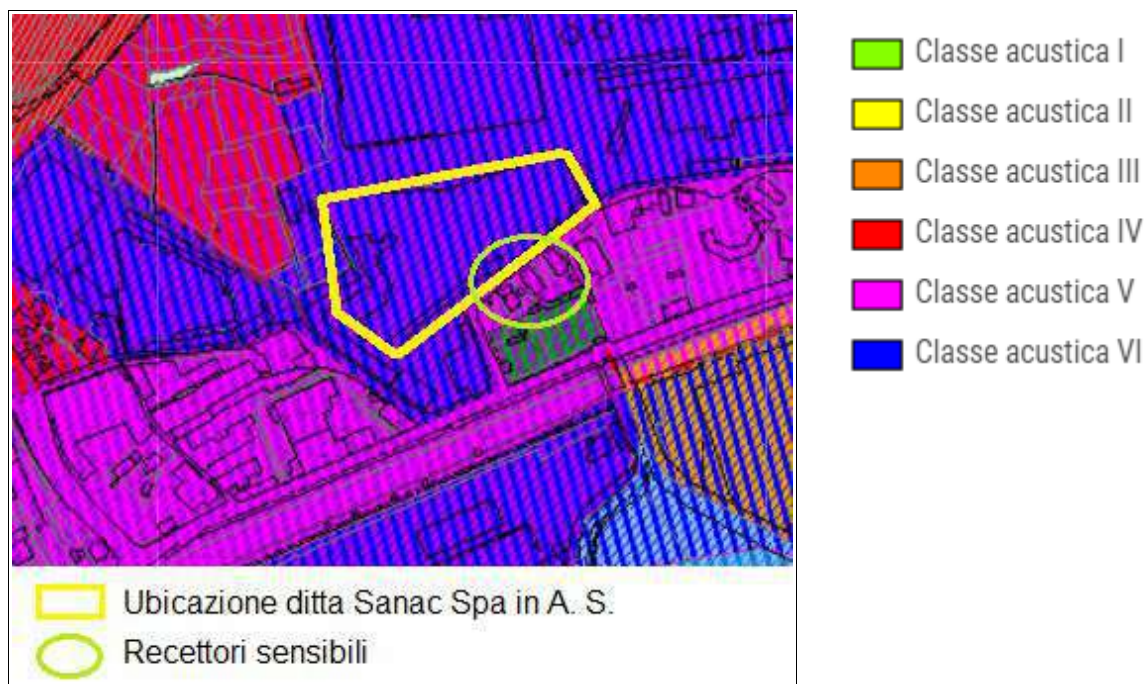 Classe acustica I
Classe acustica II
Classe acustica III
Classe acustica IV
Classe acustica V
Classe acustica VI
Ubicazione ditta Sanac Spa in A. S.
Recettori sensibili